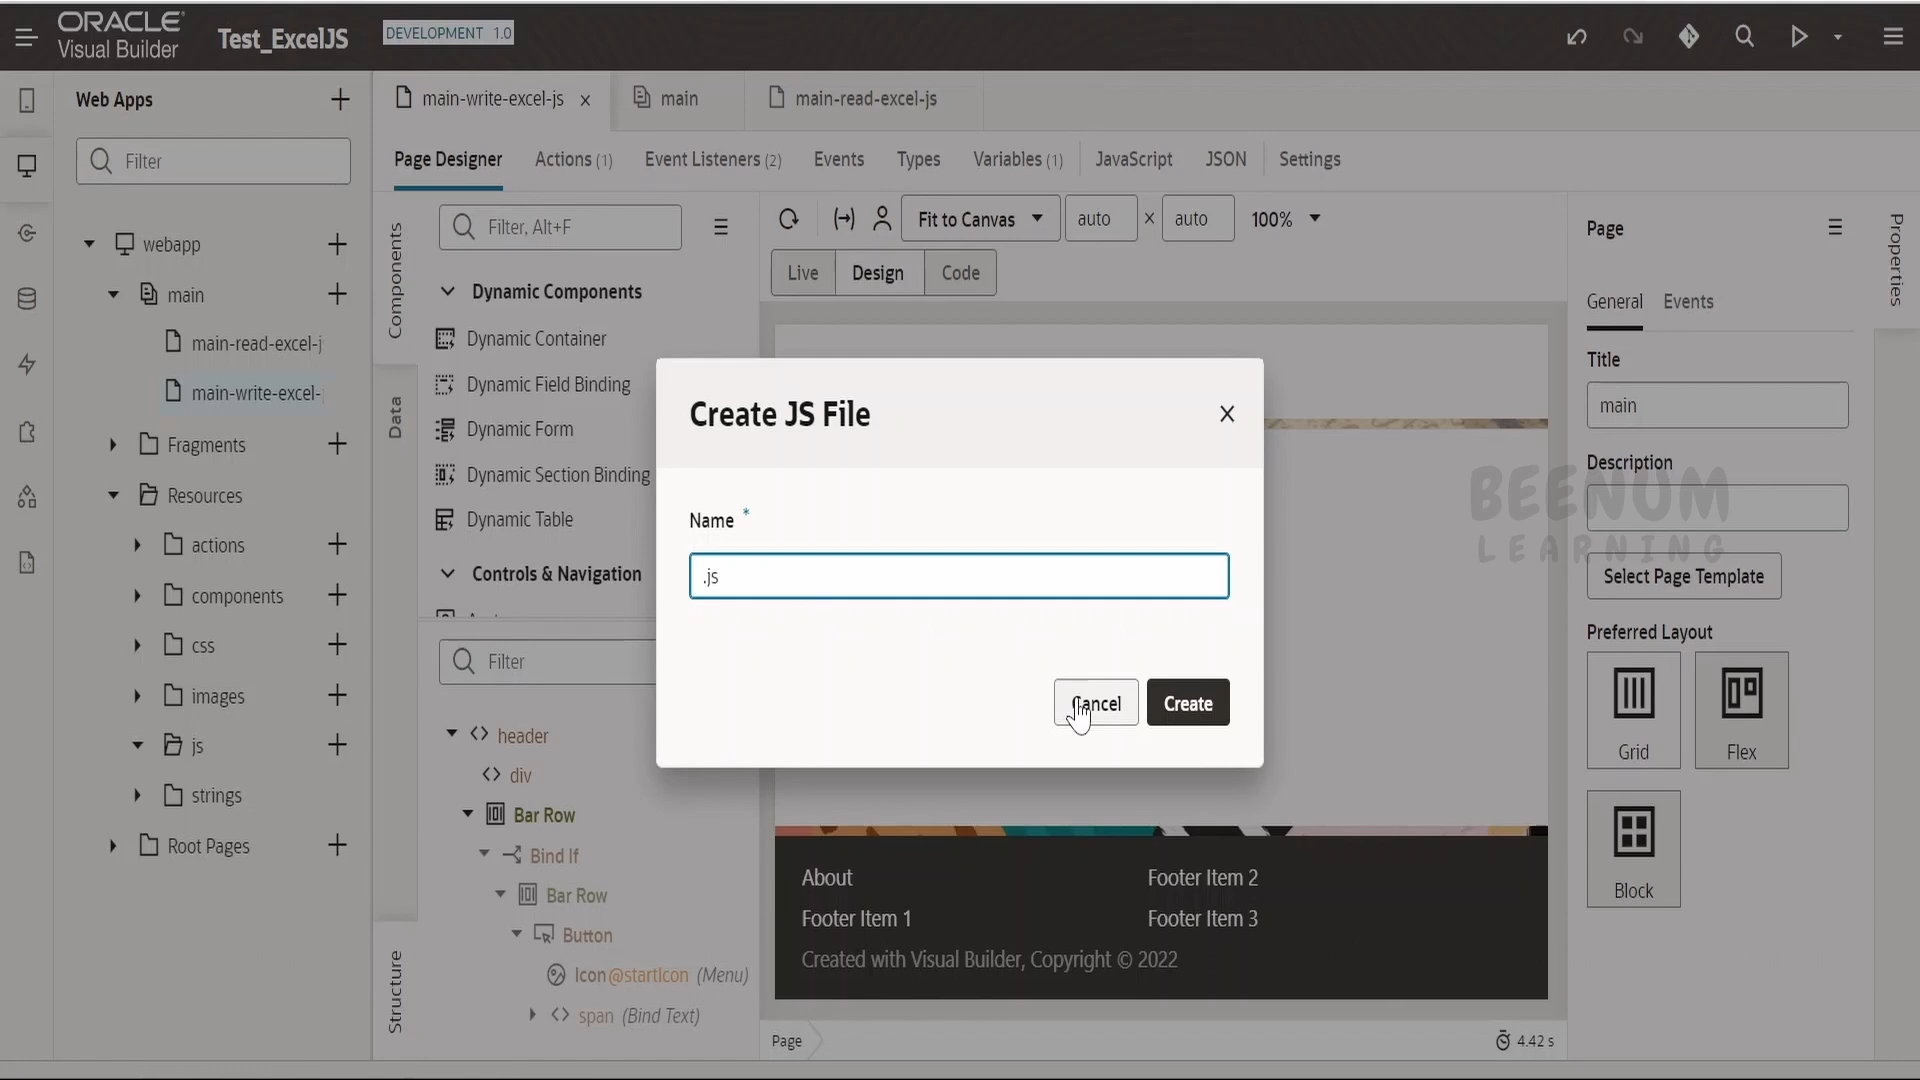 ORACLE
Visual Builder
Test_ExcelJS
DEVELOPMENT 1.0
Web Apps
Filter
webapp
main
main-read-excel-j
main-write-excel-
Fragments
Resources
actions
components
css
images
js
strings
Root Pages
main-write-excel-js
main
main-read-excel-js
Page Designer
Actions (1)
Event Listeners (2)
Events
Types
Variables (1)
JavaScript
JSON
Settings
Components
Data
Structure
Filter, Alt+F
Dynamic Components
Dynamic Container
Dynamic Field Binding
Dynamic Form
Dynamic Section Binding
Dynamic Table
Controls & Navigation
Filter
header
div
Bar Row
Bind If
Bar Row
Button
Icon@startIcon (Menu)
span (Bind Text)
Fit to Canvas
auto × auto
100%
Live
Design
Code
Create JS File
Name *
.js
Cancel
Create
About
Footer Item 2
Footer Item 1
Footer Item 3
Created with Visual Builder, Copyright © 2022
Page
4.42 s
Page
Properties
General
Events
Title
main
Description
BEENUM
LEARNING
Select Page Template
Preferred Layout
Grid
Flex
Block